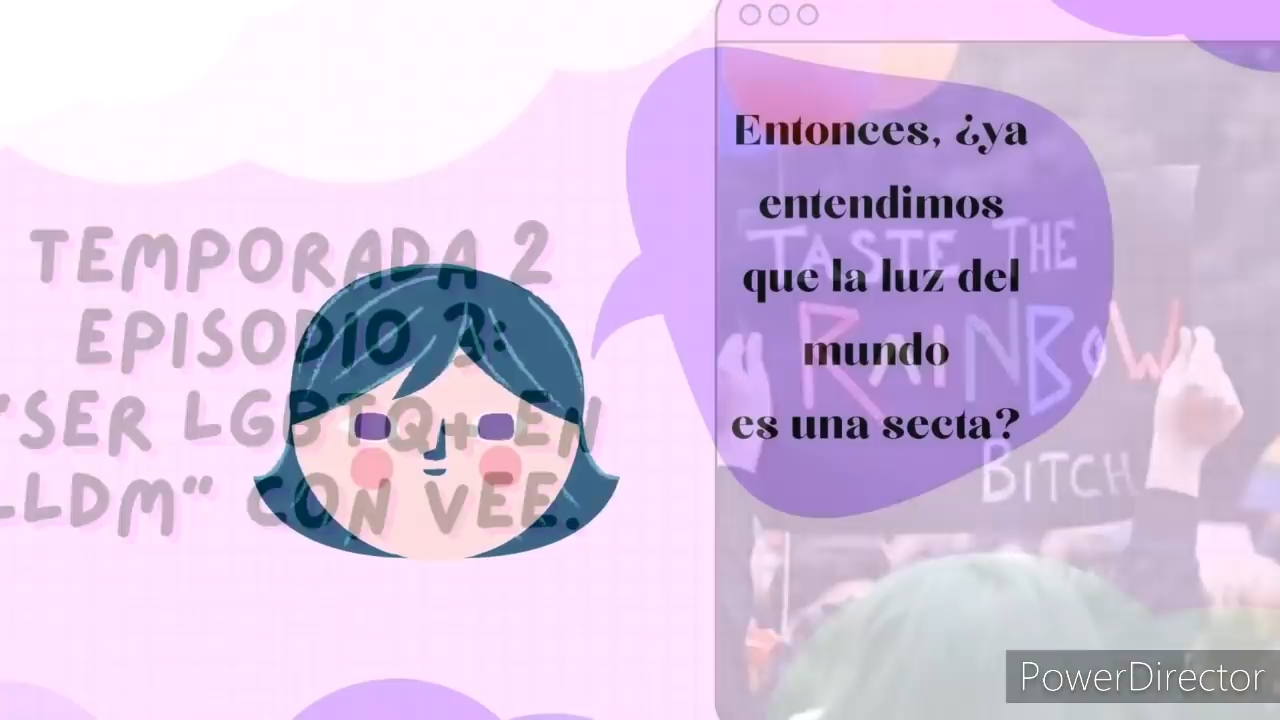 TEMPORADA 2
EPISODIO 3:
"SER LGBTQ+ EN
LLDM" CON VEE.
Entonces, ¿ya
entendimos
que la luz del
mundo
es una secta?
TASTE THE
RAINBOW
BITCH
PowerDirector